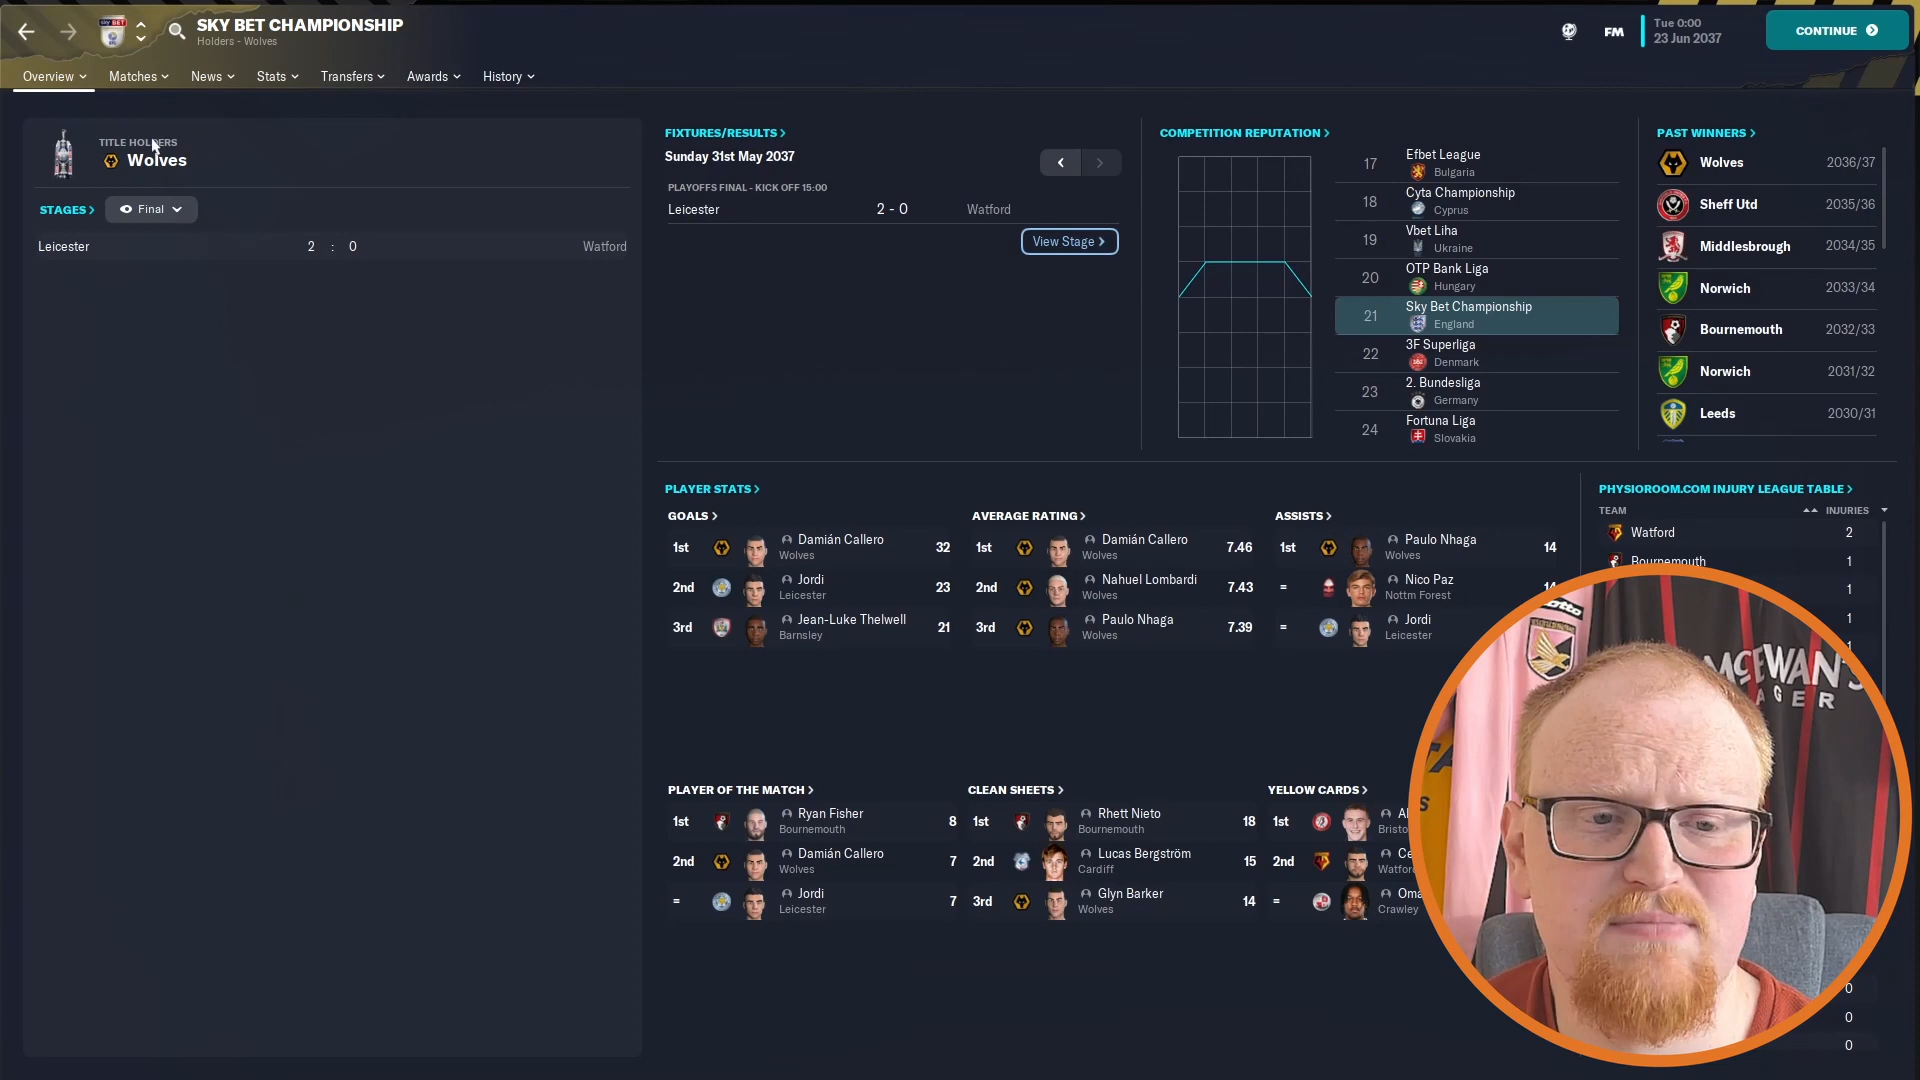 SKY BET CHAMPIONSHIP
Holders - Wolves
FM
Tue 0:00
23 Jun 2037
CONTINUE
Overview
Matches
News
Stats
Transfers
Awards
History
TITLE HOLDERS
Wolves
STAGES
Final
Leicester 2 : 0 Watford
FIXTURES/RESULTS
Sunday 31st May 2037
PLAYOFFS FINAL - KICK OFF 15:00
Leicester 2 - 0 Watford
View Stage
COMPETITION REPUTATION
17 Efbet League
Bulgaria
18 Cyta Championship
Cyprus
19 Vbet Liha
Ukraine
20 OTP Bank Liga
Hungary
21 Sky Bet Championship
England
22 3F Superliga
Denmark
23 2. Bundesliga
Germany
24 Fortuna Liga
Slovakia
PAST WINNERS
Wolves 2036/37
Sheff Utd 2035/36
Middlesbrough 2034/35
Norwich 2033/34
Bournemouth 2032/33
Norwich 2031/32
Leeds 2030/31
PLAYER STATS
GOALS
1st Damián Callero 32
Wolves
2nd Jordi 23
Leicester
3rd Jean-Luke Thelwell 21
Barnsley
AVERAGE RATING
1st Damián Callero 7.46
Wolves
2nd Nahuel Lombardi 7.43
Wolves
3rd Paulo Nhaga 7.39
Wolves
ASSISTS
1st Paulo Nhaga 14
Wolves
= Nico Paz 14
Nottm Forest
= Jordi
Leicester
PHYSIOROOM.COM INJURY LEAGUE TABLE
TEAM INJURIES
Watford 2
Bournemouth 1
1
1
1
0
0
0
PLAYER OF THE MATCH
1st Ryan Fisher 8
Bournemouth
2nd Damián Callero 7
Wolves
= Jordi 7
Leicester
CLEAN SHEETS
1st Rhett Nieto 18
Bournemouth
2nd Lucas Bergström 15
Cardiff
3rd Glyn Barker 14
Wolves
YELLOW CARDS
1st Al
Bristo
2nd Ce
Watford
= Oma
Crawley
McEWAN'S
LAGER